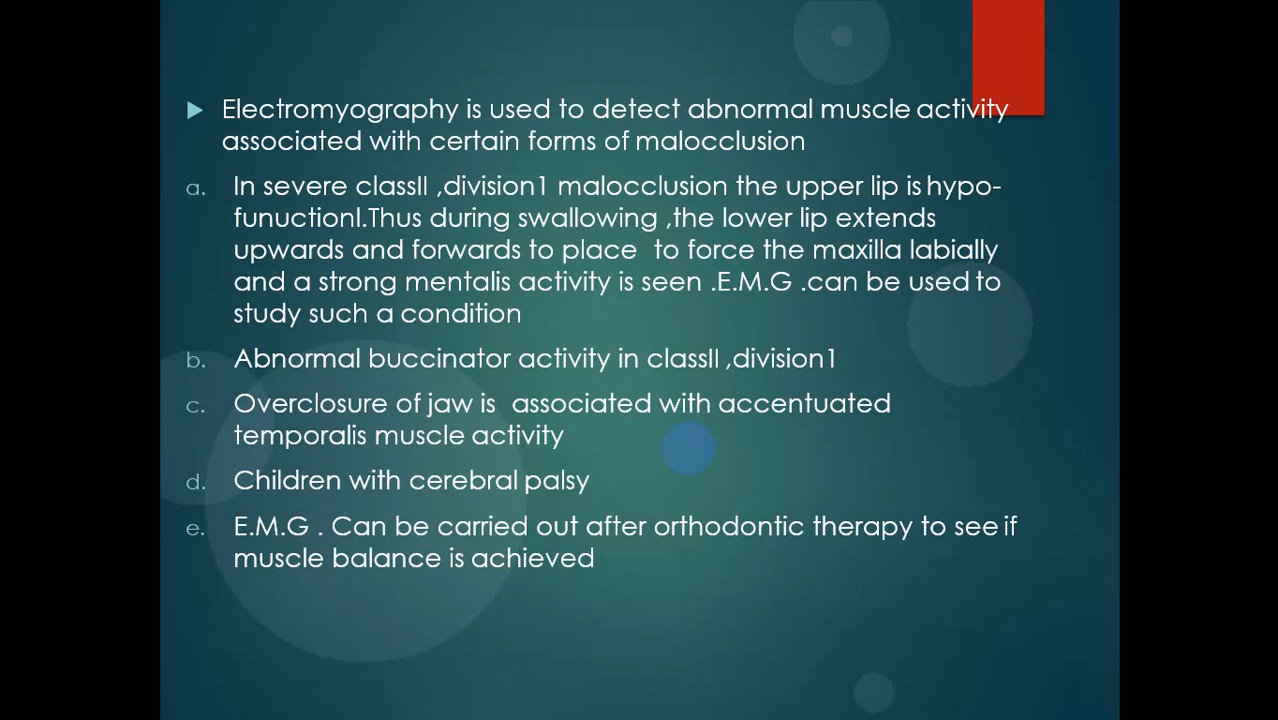 Electromyography is used to detect abnormal muscle activity
associated with certain forms of malocclusion
a. In severe classII ,division1 malocclusion the upper lip is hypo-
funuctionl.Thus during swallowing ,the lower lip extends
upwards and forwards to place to force the maxilla labially
and a strong mentalis activity is seen .E.M.G .can be used to
study such a condition
b. Abnormal buccinator activity in classII ,division1
c. Overclosure of jaw is associated with accentuated
temporalis muscle activity
d. Children with cerebral palsy
e. E.M.G . Can be carried out after orthodontic therapy to see if
muscle balance is achieved